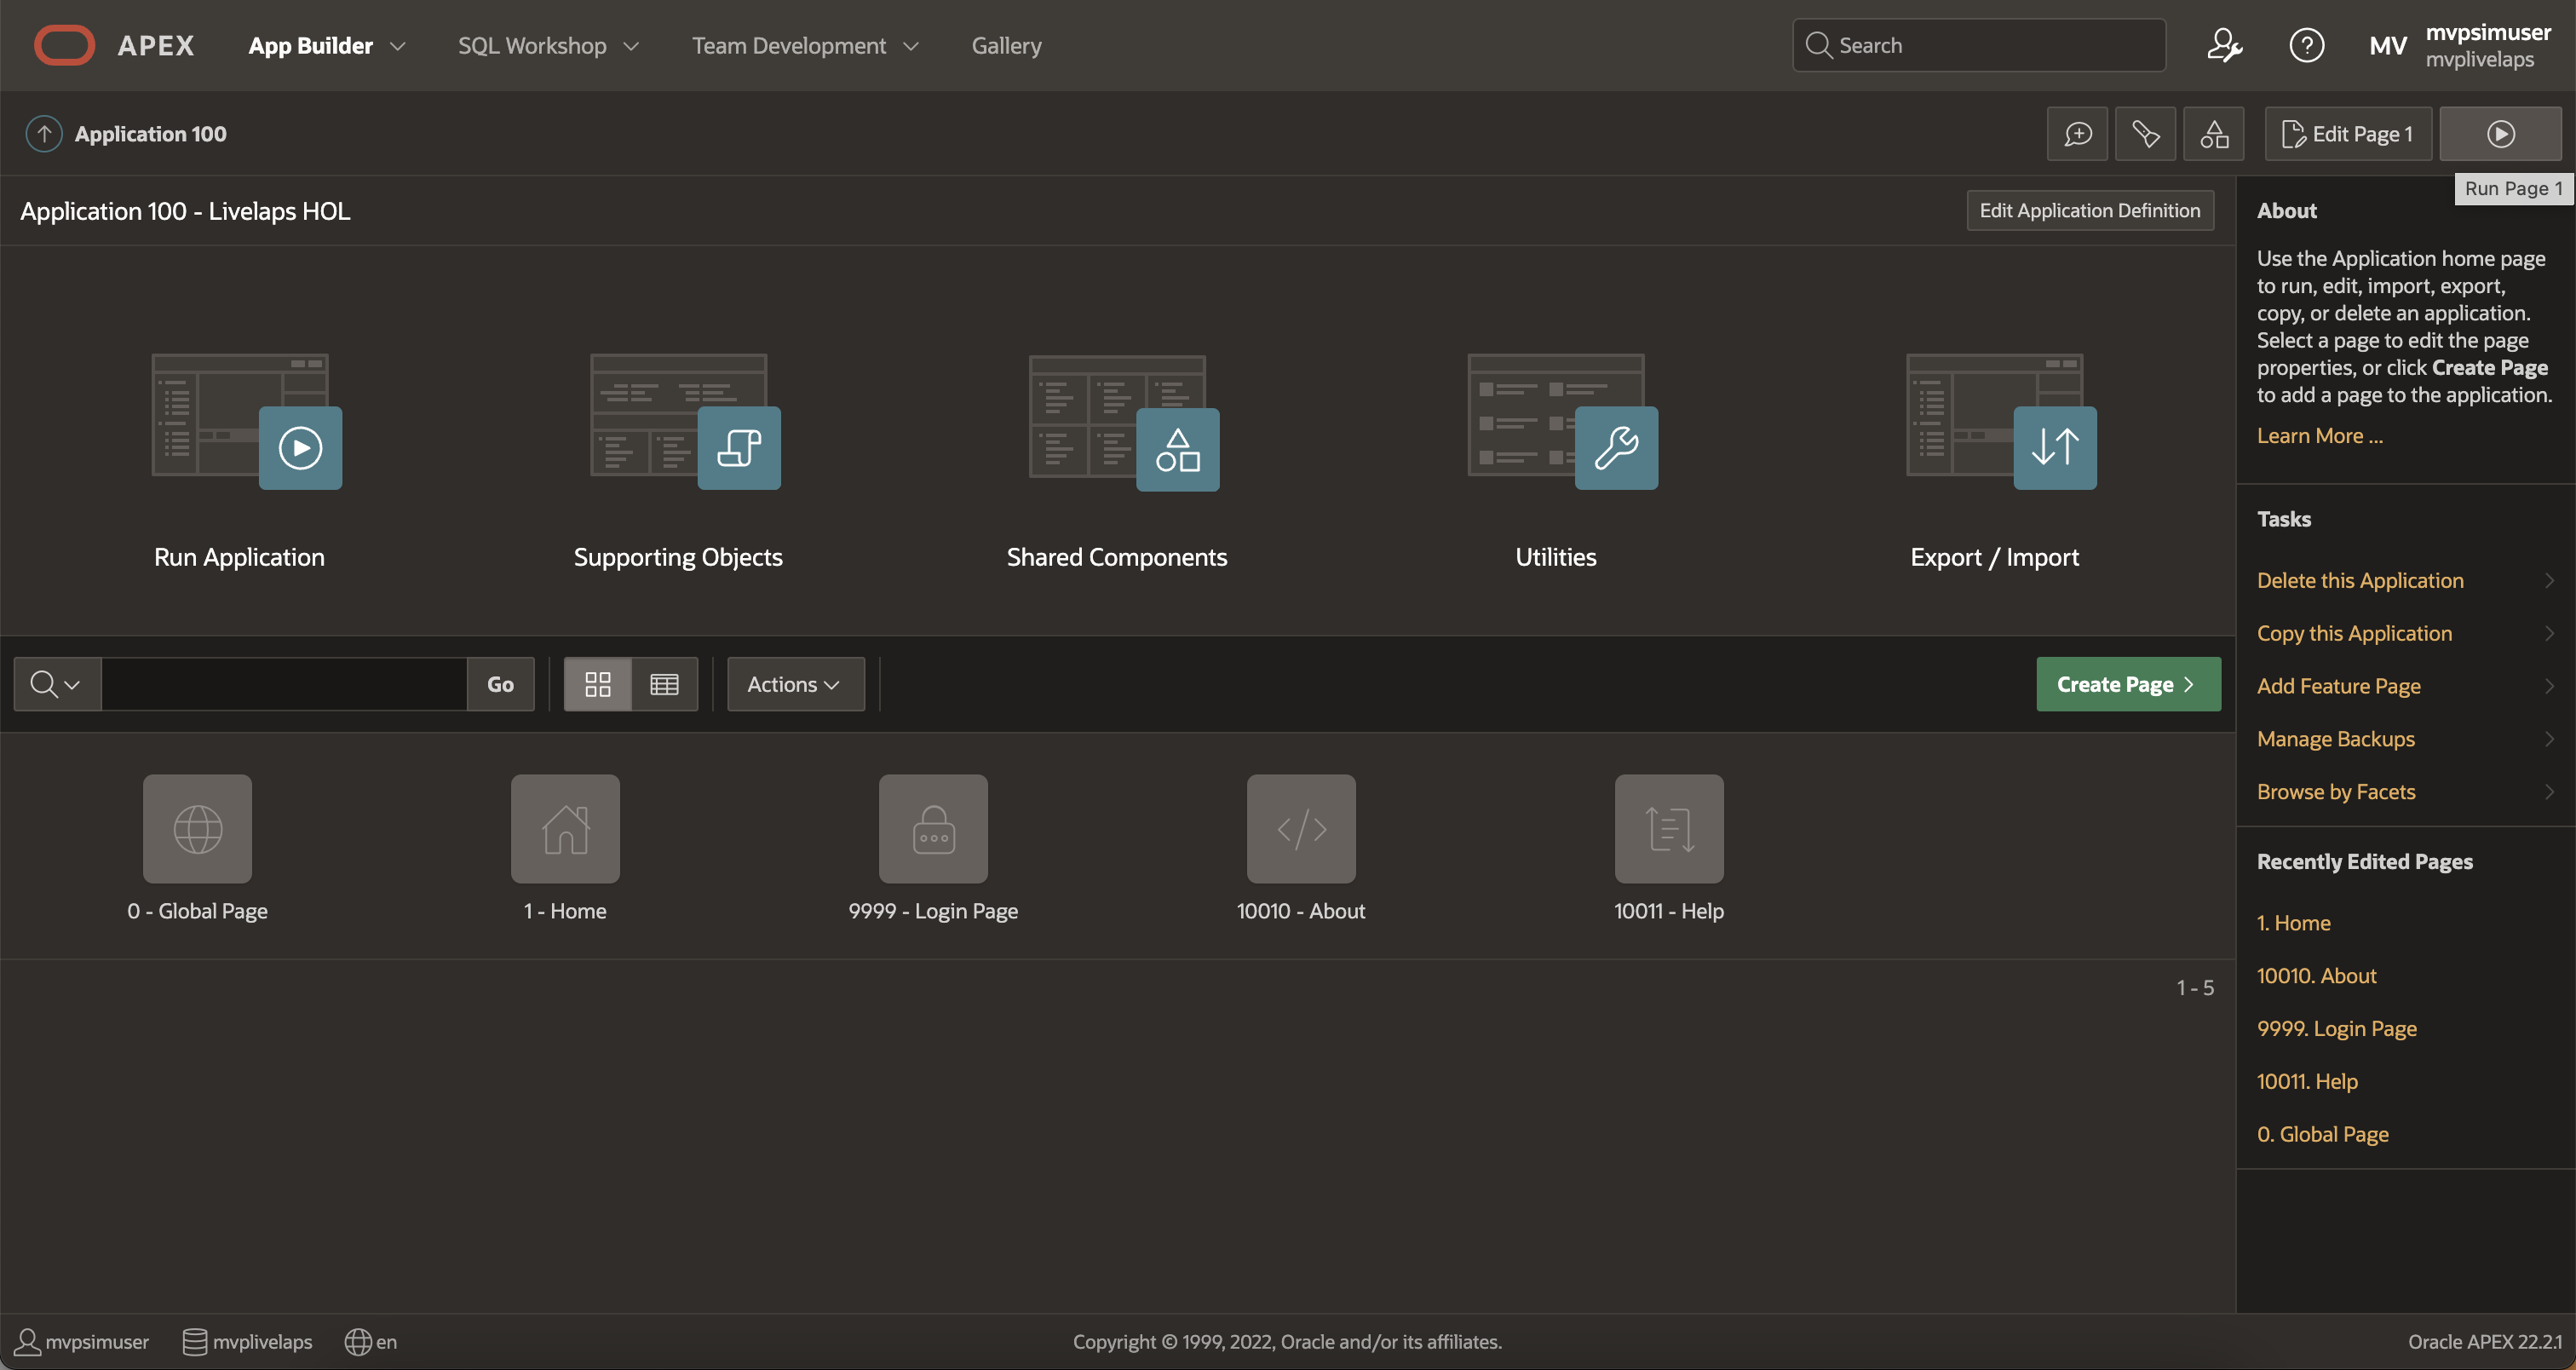 APEX
App Builder
SQL Workshop
Team Development
Gallery
Search
MV
mvpsimuser
mvplivelaps
Application 100
Edit Page 1
Run Page 1
Application 100 - Livelaps HOL
Edit Application Definition
Run Application
Supporting Objects
Shared Components
Utilities
Export / Import
Go
Actions
Create Page
0 - Global Page
1 - Home
9999 - Login Page
10010 - About
10011 - Help
1 - 5
About
Use the Application home page
to run, edit, import, export,
copy, or delete an application.
Select a page to edit the page
properties, or click Create Page
to add a page to the application.
Learn More ...
Tasks
Delete this Application
Copy this Application
Add Feature Page
Manage Backups
Browse by Facets
Recently Edited Pages
1. Home
10010. About
9999. Login Page
10011. Help
0. Global Page
mvpsimuser
mvplivelaps
en
Copyright © 1999, 2022, Oracle and/or its affiliates.
Oracle APEX 22.2.1